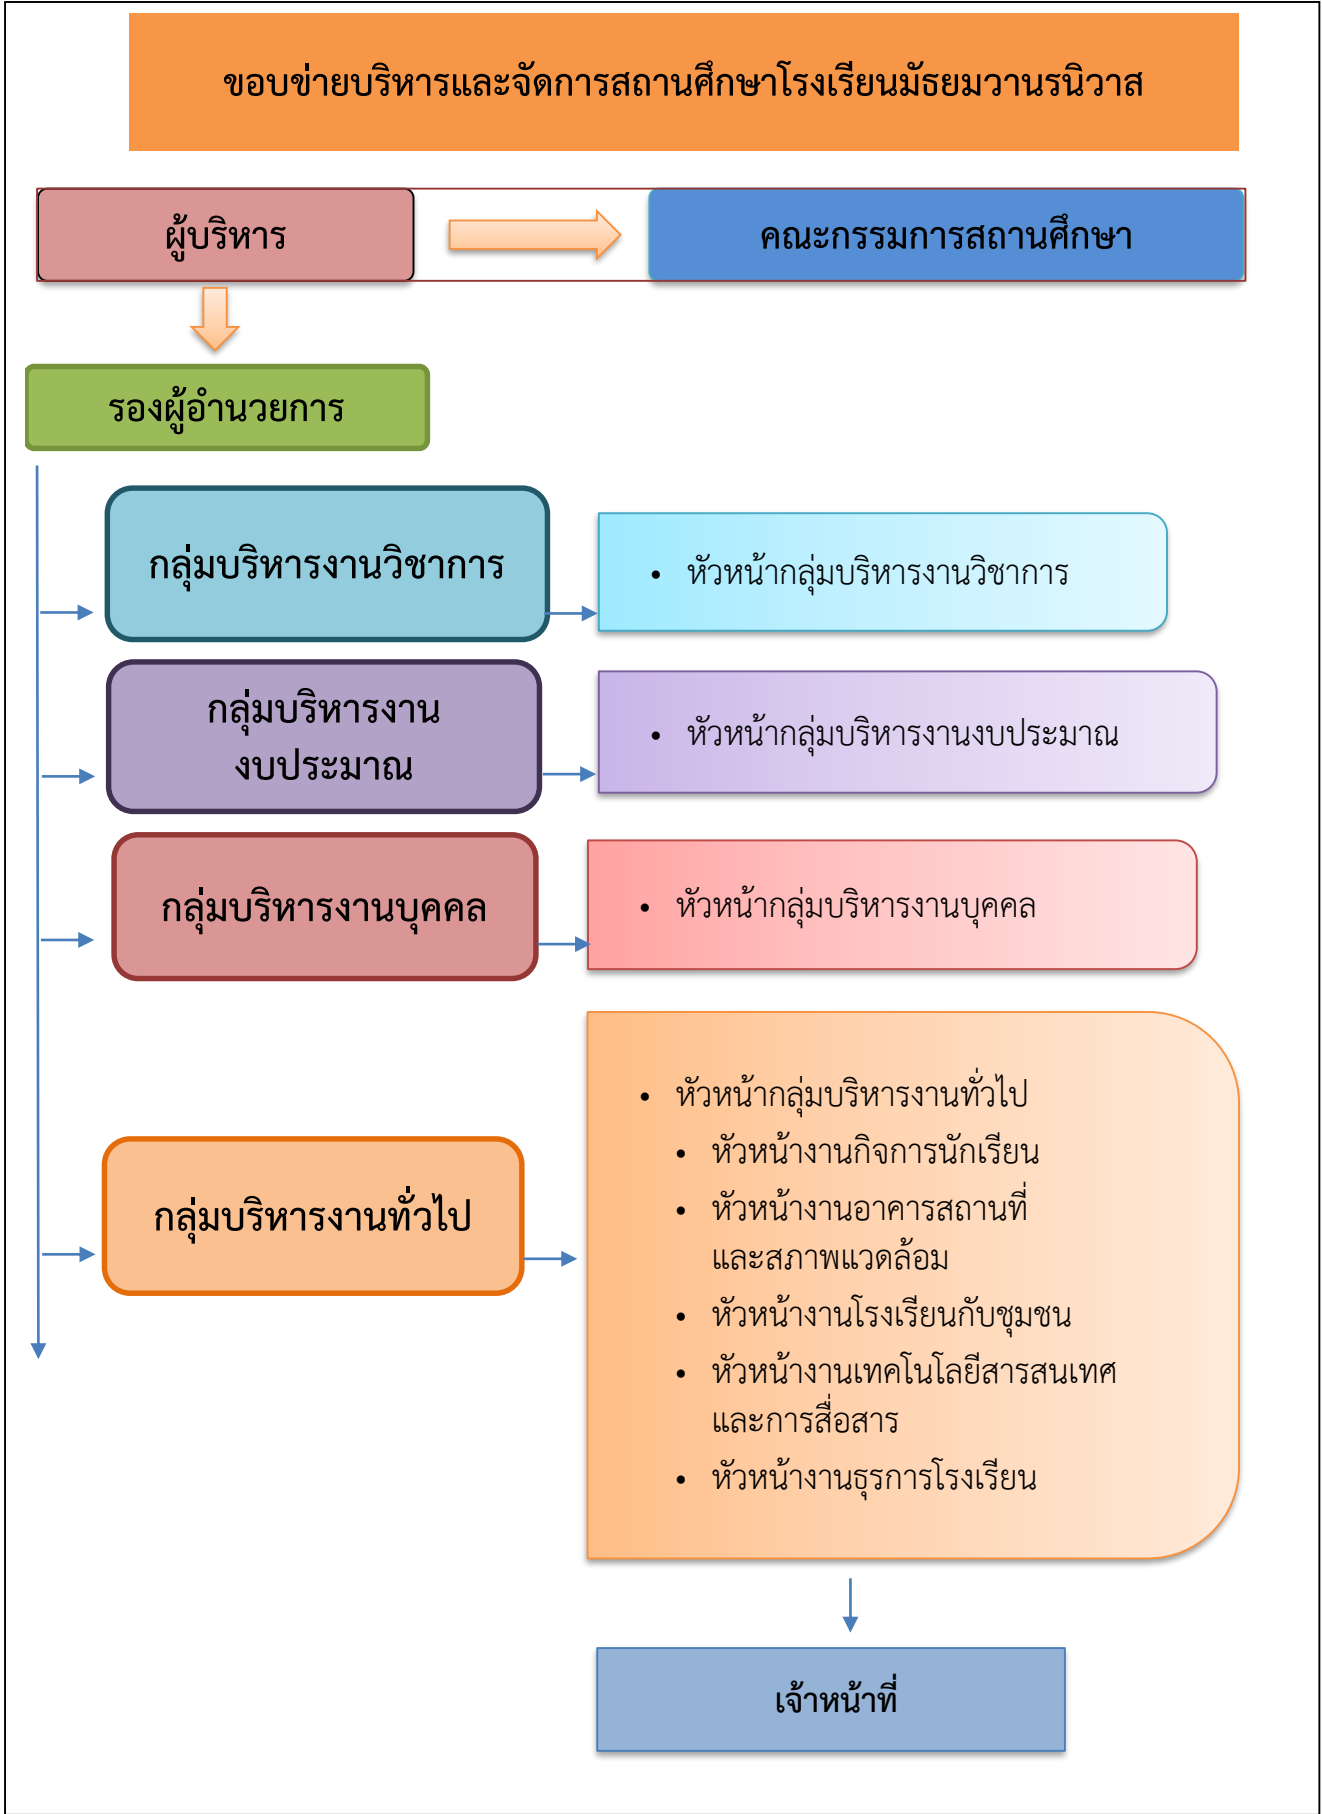 ขอบข่ายบริหารและจัดการสถานศึกษาโรงเรียนมัธยมวานรนิวาส
ผู้บริหาร
คณะกรรมการสถานศึกษา
รองผู้อำนวยการ
กลุ่มบริหารงานวิชาการ
• หัวหน้ากลุ่มบริหารงานวิชาการ
กลุ่มบริหารงาน
งบประมาณ
• หัวหน้ากลุ่มบริหารงานงบประมาณ
กลุ่มบริหารงานบุคคล
• หัวหน้ากลุ่มบริหารงานบุคคล
กลุ่มบริหารงานทั่วไป
• หัวหน้ากลุ่มบริหารงานทั่วไป
• หัวหน้างานกิจการนักเรียน
• หัวหน้างานอาคารสถานที่
และสภาพแวดล้อม
• หัวหน้างานโรงเรียนกับชุมชน
• หัวหน้างานเทคโนโลยีสารสนเทศ
และการสื่อสาร
• หัวหน้างานธุรการโรงเรียน
เจ้าหน้าที่